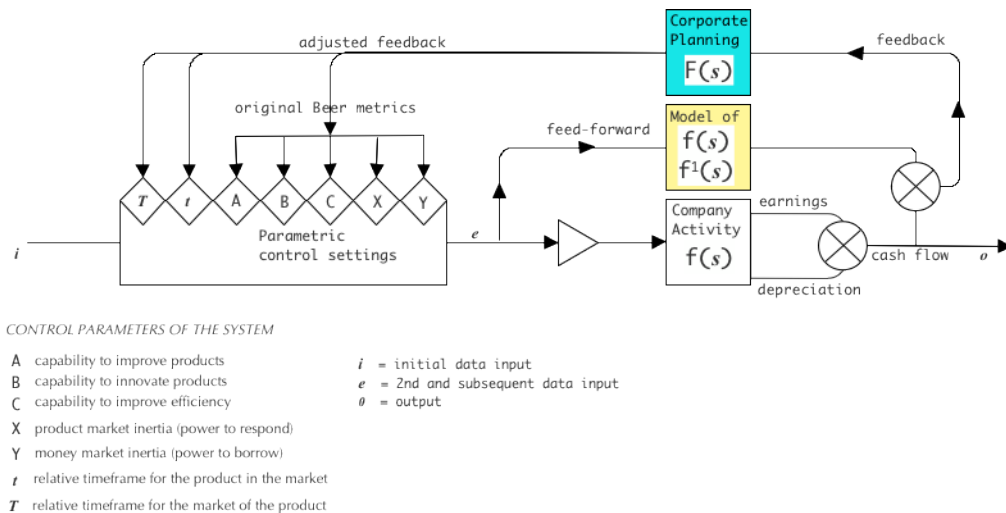 Corporate
Planning
F(s)
adjusted feedback
feedback
original Beer metrics
feed-forward
Model of
f(s)
f¹(s)
T
t
A
B
C
X
Y
Parametric
control settings
i
e
Company
Activity
f(s)
earnings
depreciation
cash flow
o
CONTROL PARAMETERS OF THE SYSTEM
A capability to improve products
B capability to innovate products
C capability to improve efficiency
X product market inertia (power to respond)
Y money market inertia (power to borrow)
t relative timeframe for the product in the market
T relative timeframe for the market of the product
i = initial data input
e = 2nd and subsequent data input
θ = output